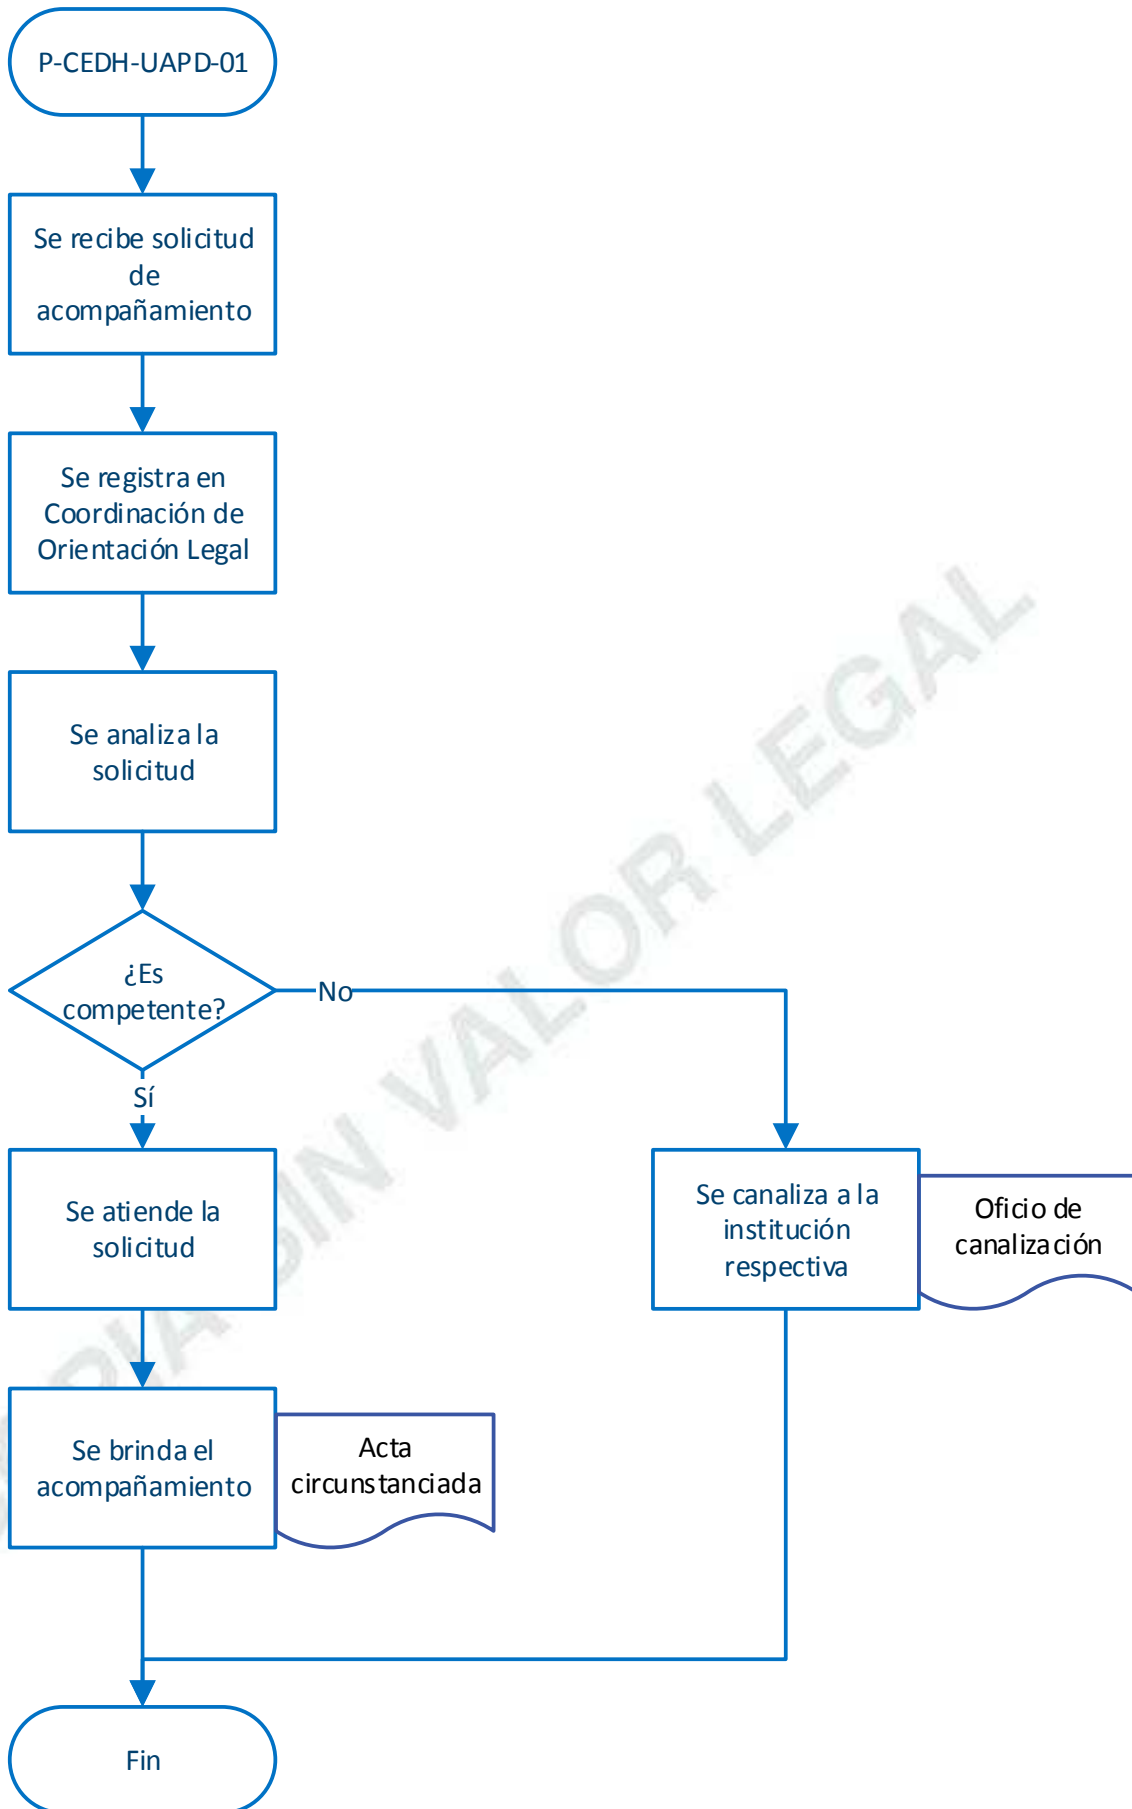 P-CEDH-UAPD-01
Se recibe solicitud
de
acompañamiento
Se registra en
Coordinación de
Orientación Legal
Se analiza la
solicitud
¿Es
competente?
No
Sí
Se atiende la
solicitud
Se canaliza a la
institución
respectiva
Oficio de
canalización
Se brinda el
acompañamiento
Acta
circunstanciada
Fin
SIN VALOR LEGAL